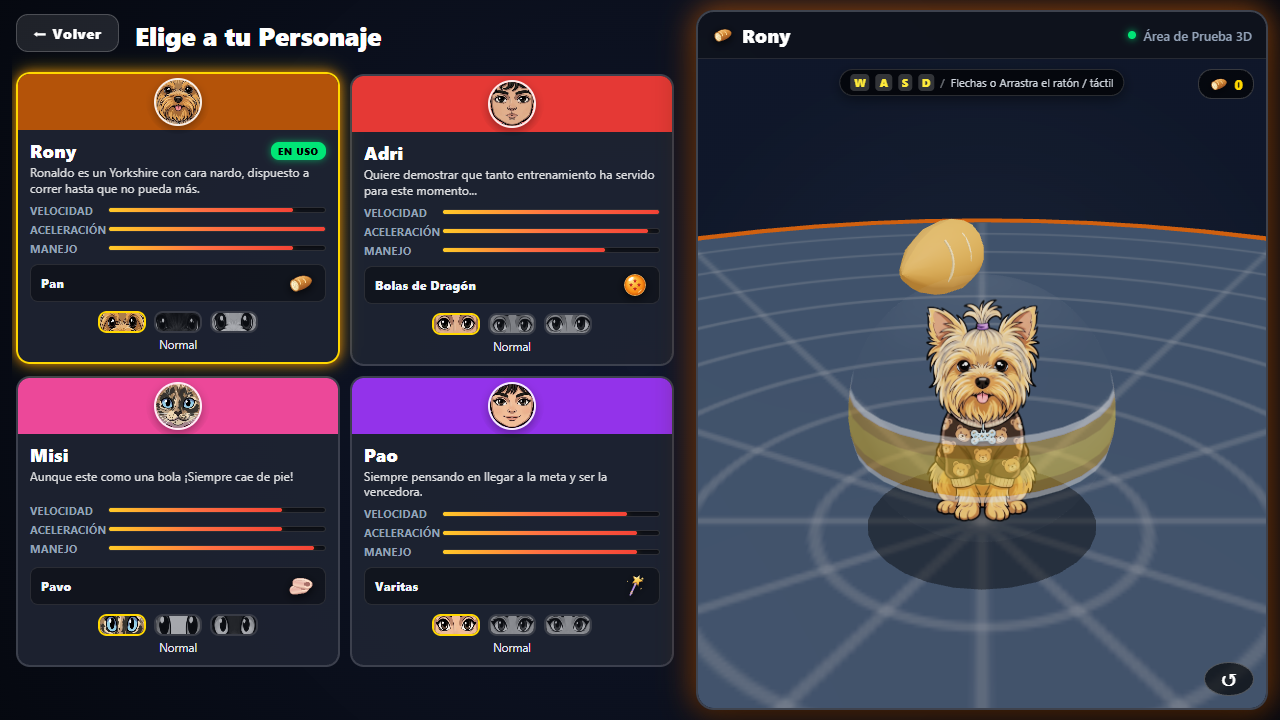 ← Volver
Elige a tu Personaje
Rony
EN USO
Ronaldo es un Yorkshire con cara nardo, dispuesto a
correr hasta que no pueda más.
VELOCIDAD
ACELERACIÓN
MANEJO
Pan
Normal
Adri
Quiere demostrar que tanto entrenamiento ha servido
para este momento...
VELOCIDAD
ACELERACIÓN
MANEJO
Bolas de Dragón
Normal
Misi
Aunque este como una bola ¡Siempre cae de pie!
VELOCIDAD
ACELERACIÓN
MANEJO
Pavo
Normal
Pao
Siempre pensando en llegar a la meta y ser la
vencedora.
VELOCIDAD
ACELERACIÓN
MANEJO
Varitas
Normal
Rony
Área de Prueba 3D
W A S D / Flechas o Arrastra el ratón / táctil
0
↺